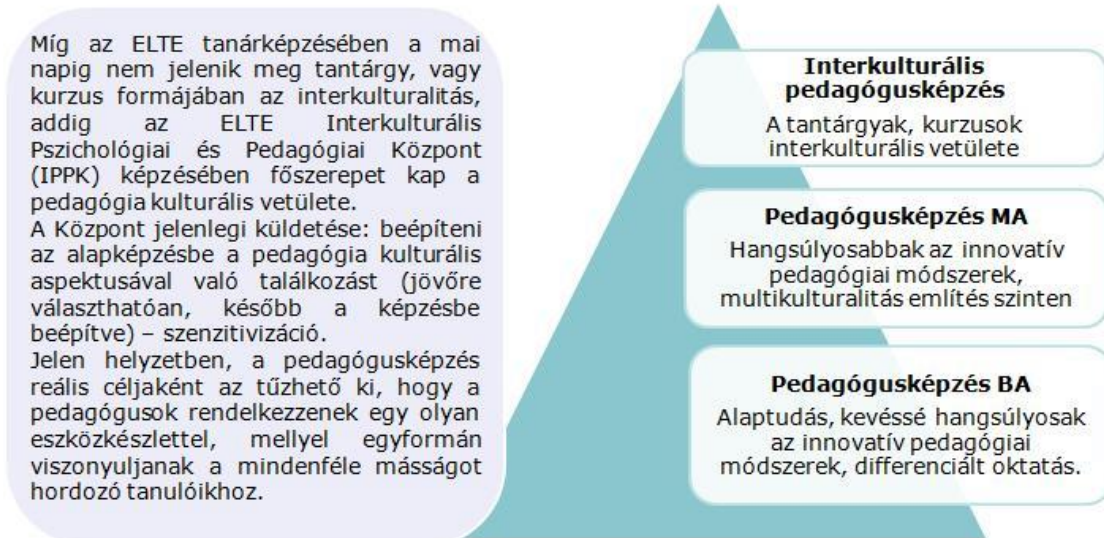 Míg az ELTE tanárképzésében a mai
napig nem jelenik meg tantárgy, vagy
kurzus formájában az interkulturalitás,
addig az ELTE Interkulturális
Pszichológiai és Pedagógiai Központ
(IPPK) képzésében főszerepet kap a
pedagógia kulturális vetülete.
A Központ jelenlegi küldetése: beépíteni
az alapképzésbe a pedagógia kulturális
aspektusával való találkozást (jövőre
választhatóan, később a képzésbe
beépítve) – szenzitivizáció.
Jelen helyzetben, a pedagógusképzés
reális céljaként az tűzhető ki, hogy a
pedagógusok rendelkezzenek egy olyan
eszközkészlettel, mellyel egyformán
viszonyuljanak a mindenféle másságot
hordozó tanulóikhoz.
Interkulturális
pedagógusképzés
A tantárgyak, kurzusok
interkulturális vetülete
Pedagógusképzés MA
Hangsúlyosabbak az innovatív
pedagógiai módszerek,
multikulturalitás említés szinten
Pedagógusképzés BA
Alaptudás, kevéssé hangsúlyosak
az innovatív pedagógiai
módszerek, differenciált oktatás.